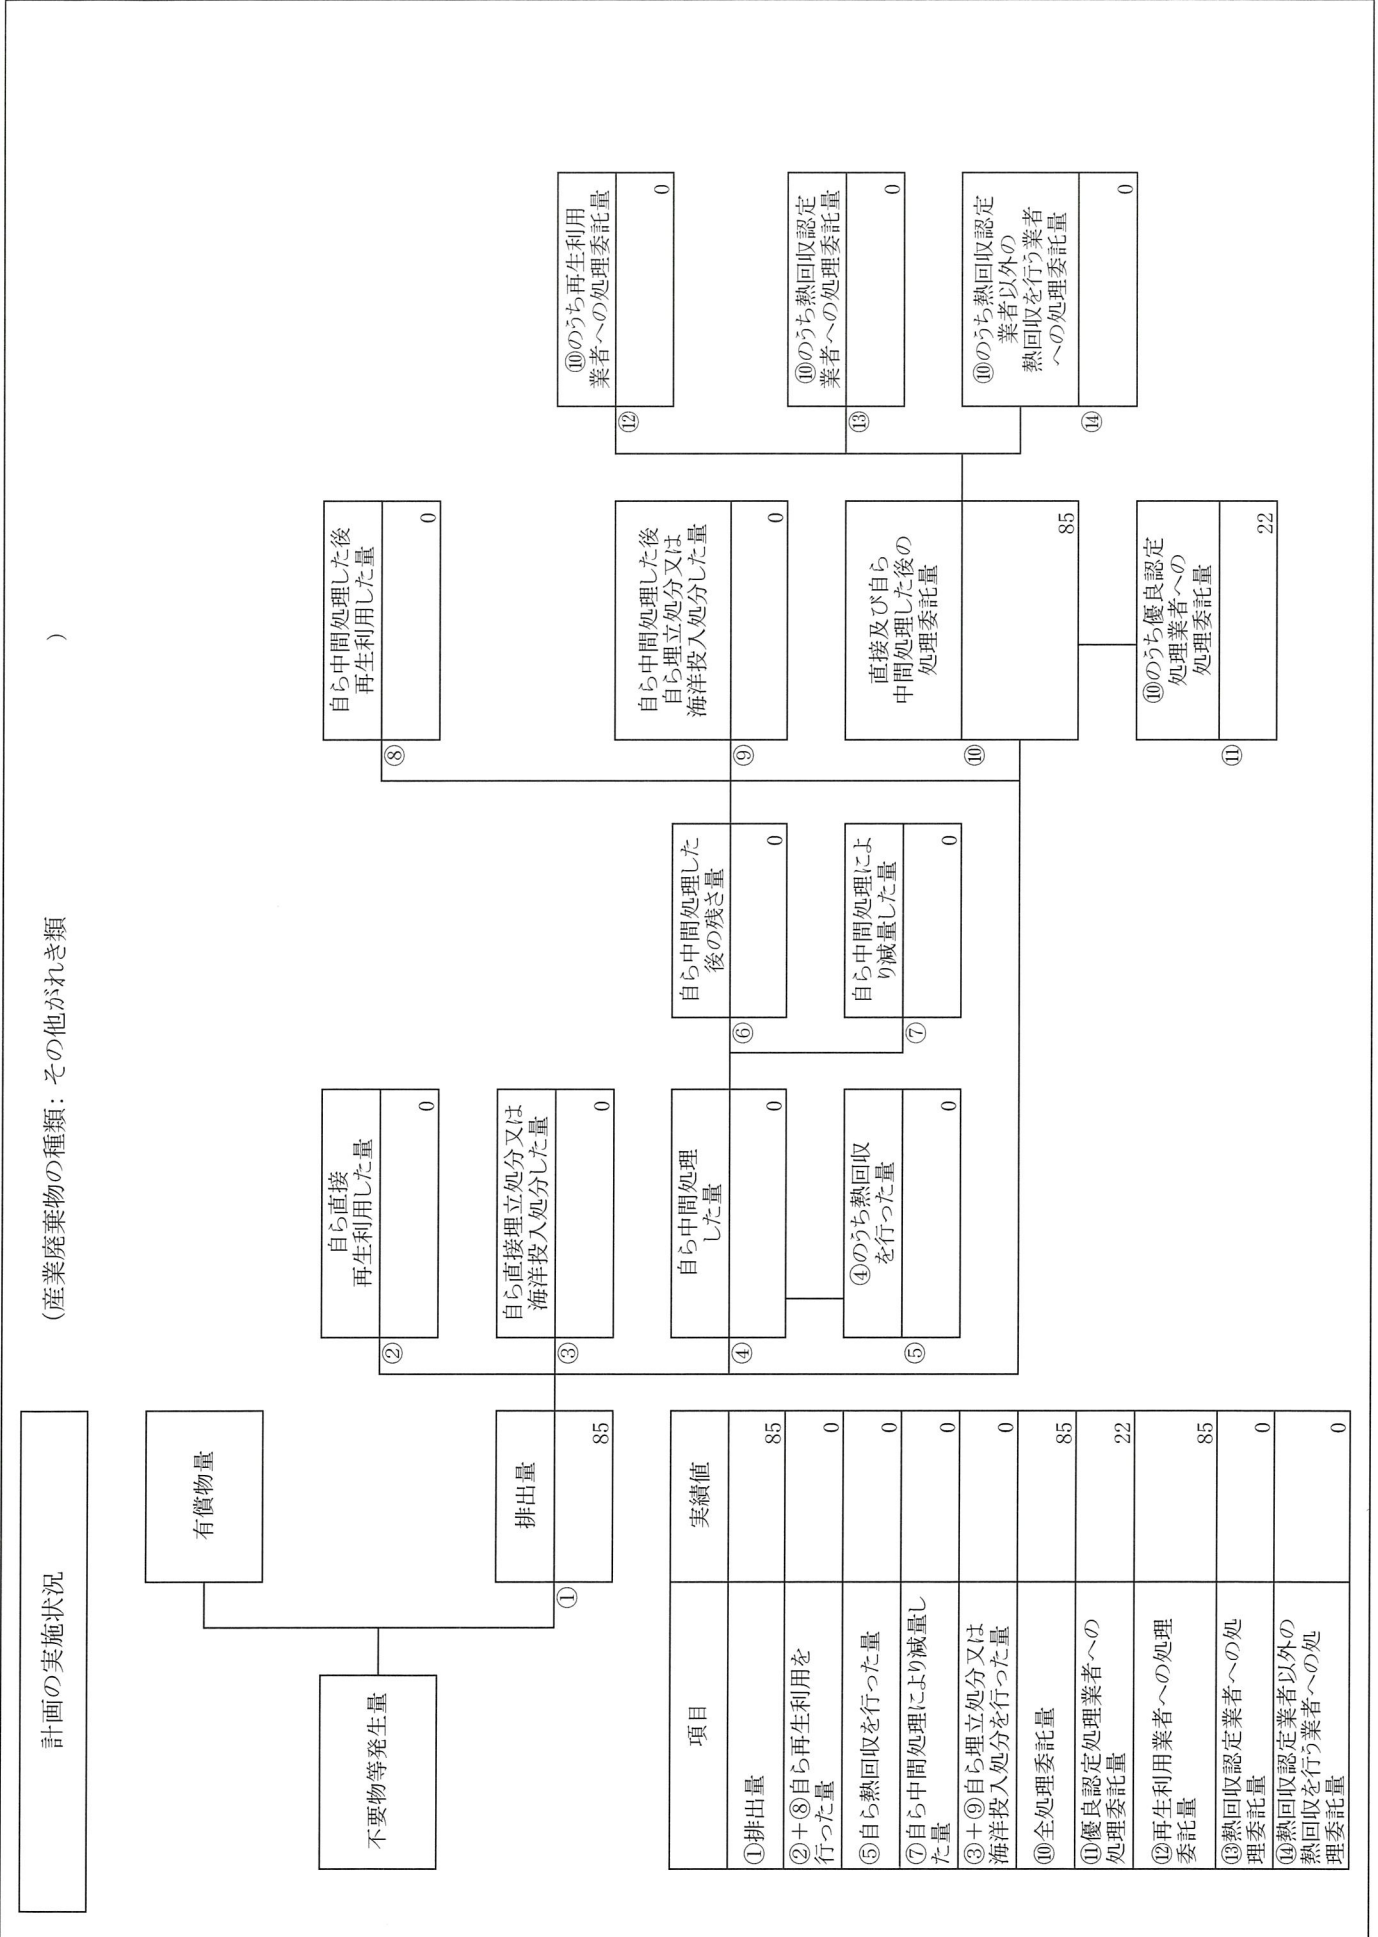 計画の実施状況
(産業廃棄物の種類： その他がれき類 )
不要物等発生量
有償物量
①
排出量
85
②
自ら直接
再生利用した量
0
③
自ら直接埋立処分又は
海洋投入処分した量
0
④
自ら中間処理
した量
0
⑤
④のうち熱回収
を行った量
0
⑥
自ら中間処理した
後の残さ量
0
⑦
自ら中間処理によ
り減量した量
0
⑧
自ら中間処理した後
再生利用した量
0
⑨
自ら中間処理した後
自ら埋立処分又は
海洋投入処分した量
0
⑩
直接及び自ら
中間処理した後の
処理委託量
85
⑪
⑩のうち優良認定
処理業者への
処理委託量
22
⑫
⑩のうち再生利用
業者への処理委託量
0
⑬
⑩のうち熱回収認定
業者への処理委託量
0
⑭
⑩のうち熱回収認定
業者以外の
熱回収を行う業者
への処理委託量
0
項目 実績値
①排出量 85
②＋⑧自ら再生利用を
行った量 0
⑤自ら熱回収を行った量 0
⑦自ら中間処理により減量し
た量 0
③＋⑨自ら埋立処分又は
海洋投入処分を行った量 0
⑩全処理委託量 85
⑪優良認定処理業者への
処理委託量 22
⑫再生利用業者への処理
委託量 85
⑬熱回収認定業者への処
理委託量 0
⑭熱回収認定業者以外の
熱回収を行う業者への処
理委託量 0